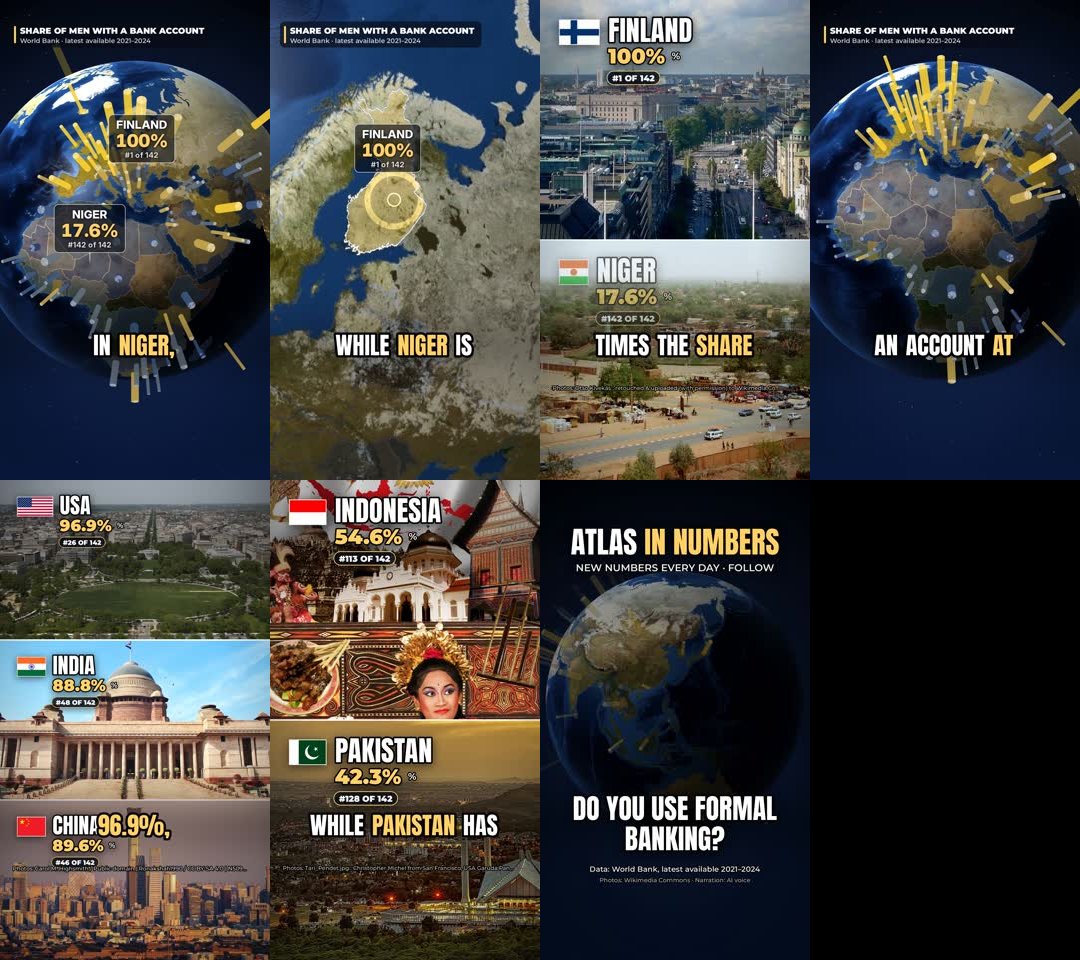 SHARE OF MEN WITH A BANK ACCOUNT
World Bank · latest available 2021–2024
FINLAND
100%
#1 of 142
NIGER
17.6%
#142 of 142
IN NIGER,
SHARE OF MEN WITH A BANK ACCOUNT
World Bank · latest available 2021–2024
FINLAND
100%
#1 of 142
WHILE NIGER IS
FINLAND
100% %
#1 OF 142
NIGER
17.6% %
#142 OF 142
TIMES THE SHARE
SHARE OF MEN WITH A BANK ACCOUNT
World Bank · latest available 2021–2024
AN ACCOUNT AT
USA
96.9% %
#26 OF 142
INDIA
88.8% %
#48 OF 142
CHINA
96.9%,
89.6% %
#46 OF 142
INDONESIA
54.6% %
#113 OF 142
PAKISTAN
42.3% %
#128 OF 142
WHILE PAKISTAN HAS
ATLAS IN NUMBERS
NEW NUMBERS EVERY DAY · FOLLOW
DO YOU USE FORMAL
BANKING?
Data: World Bank, latest available 2021–2024
Photos: Wikimedia Commons · Narration: AI voice